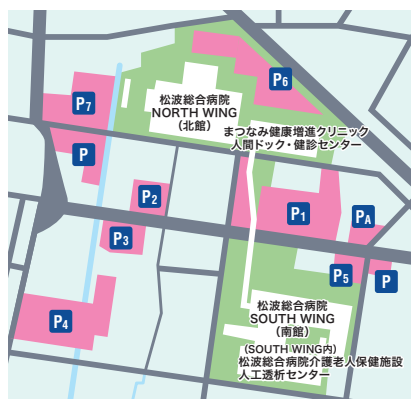 P6
P7
松波総合病院
NORTH WING
(北館)
まつなみ健康増進クリニック
人間ドック・健診センター
P
P2
P1
PA
P3
P5
P
松波総合病院
SOUTH WING
(南館)
P4
(SOUTH WING内)
松波総合病院介護老人保健施設
人工透析センター